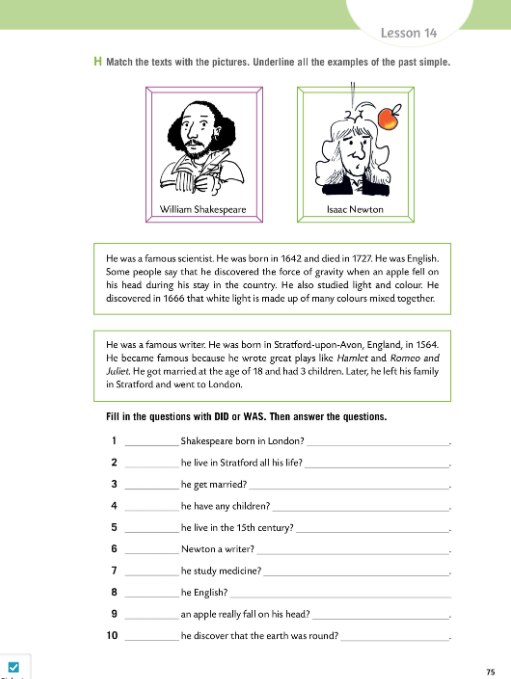 Lesson 14
H Match the texts with the pictures. Underline all the examples of the past simple.
William Shakespeare
Isaac Newton
He was a famous scientist. He was born in 1642 and died in 1727. He was English.
Some people say that he discovered the force of gravity when an apple fell on
his head during his stay in the country. He also studied light and colour. He
discovered in 1666 that white light is made up of many colours mixed together.
He was a famous writer. He was born in Stratford-upon-Avon, England, in 1564.
He became famous because he wrote great plays like Hamlet and Romeo and
Juliet. He got married at the age of 18 and had 3 children. Later, he left his family
in Stratford and went to London.
Fill in the questions with DID or WAS. Then answer the questions.
1 __________ Shakespeare born in London? __________________________.
2 __________ he live in Stratford all his life? __________________________.
3 __________ he get married? __________________________.
4 __________ he have any children? __________________________.
5 __________ he live in the 15th century? __________________________.
6 __________ Newton a writer? __________________________.
7 __________ he study medicine? __________________________.
8 __________ he English? __________________________
9 __________ an apple really fall on his head? __________________________.
10 __________ he discover that the earth was round? __________________________.
75